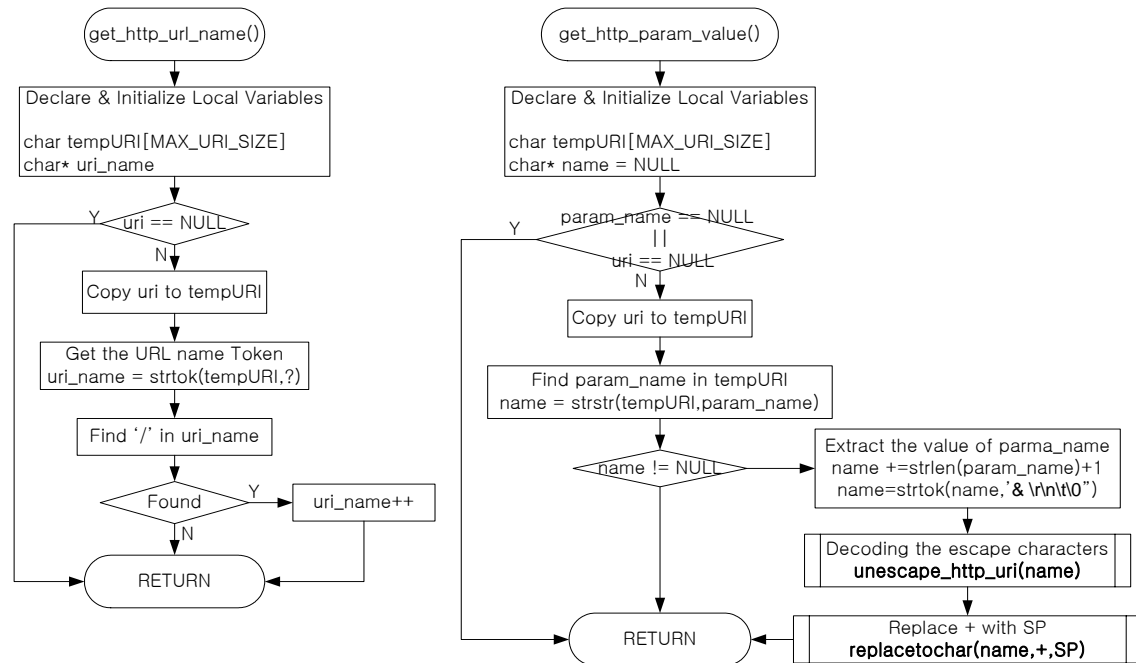 get_http_url_name()
Declare & Initialize Local Variables
char tempURI[MAX_URI_SIZE]
char* uri_name
uri == NULL
Y
N
Copy uri to tempURI
Get the URL name Token
uri_name = strtok(tempURI,?)
Find ‘/’ in uri_name
Found
Y
uri_name++
N
RETURN
get_http_param_value()
Declare & Initialize Local Variables
char tempURI[MAX_URI_SIZE]
char* name = NULL
param_name == NULL
||
uri == NULL
Y
N
Copy uri to tempURI
Find param_name in tempURI
name = strstr(tempURI,param_name)
name != NULL
Extract the value of parma_name
name +=strlen(param_name)+1
name=strtok(name,’& \r\n\t\0”)
Decoding the escape characters
unescape_http_uri(name)
Replace + with SP
replacetochar(name,+,SP)
RETURN